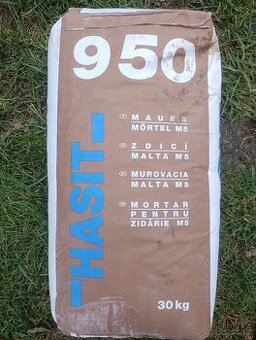 950
HASIT
MAUER
MÖRTEL M5
ZDICÍ
MALTA M5
MUROVACIA
MALTA M5
MORTAR
PENTRU
ZIDĂRIE M5
30 kg